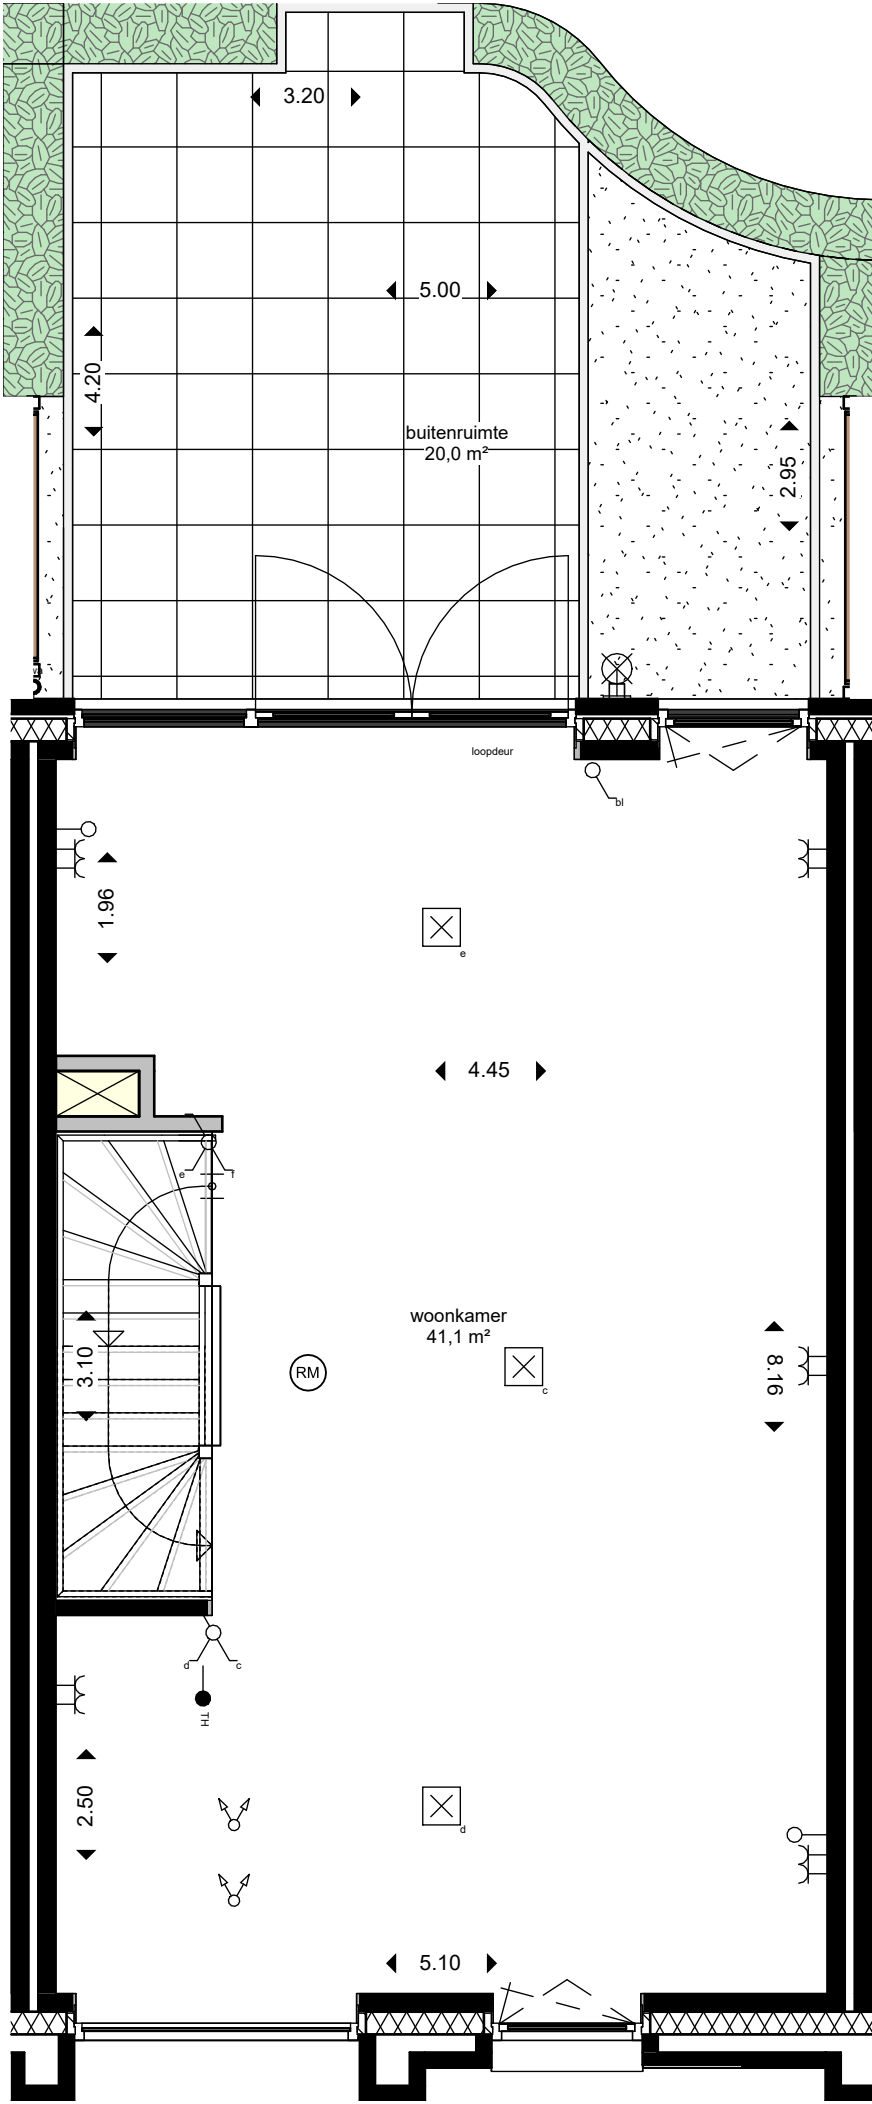 3.20
5.00
4.20
buitenruimte
20,0 m²
2.95
loopdeur
bl
1.96
e
4.45
e f
woonkamer
41,1 m²
3.10
RM
c
8.16
d c
TH
2.50
d
5.10